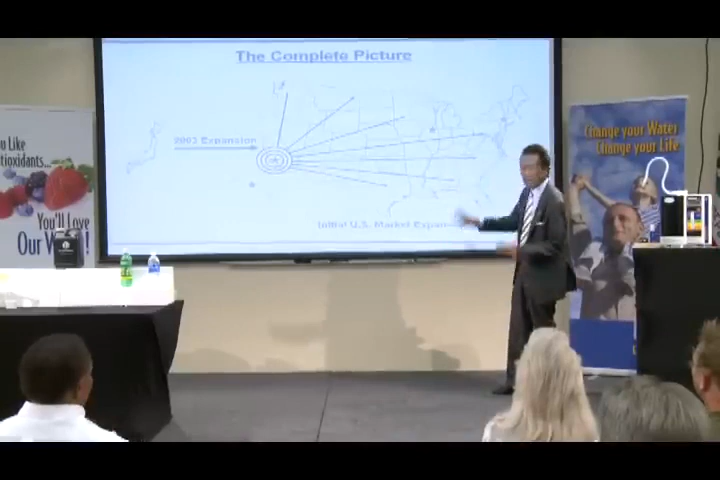 The Complete Picture
2003 Expansion
Initial U.S. Market Expan
u Like
tioxidants...
You'll Love
Our W
!
Change your Water
Change your Life